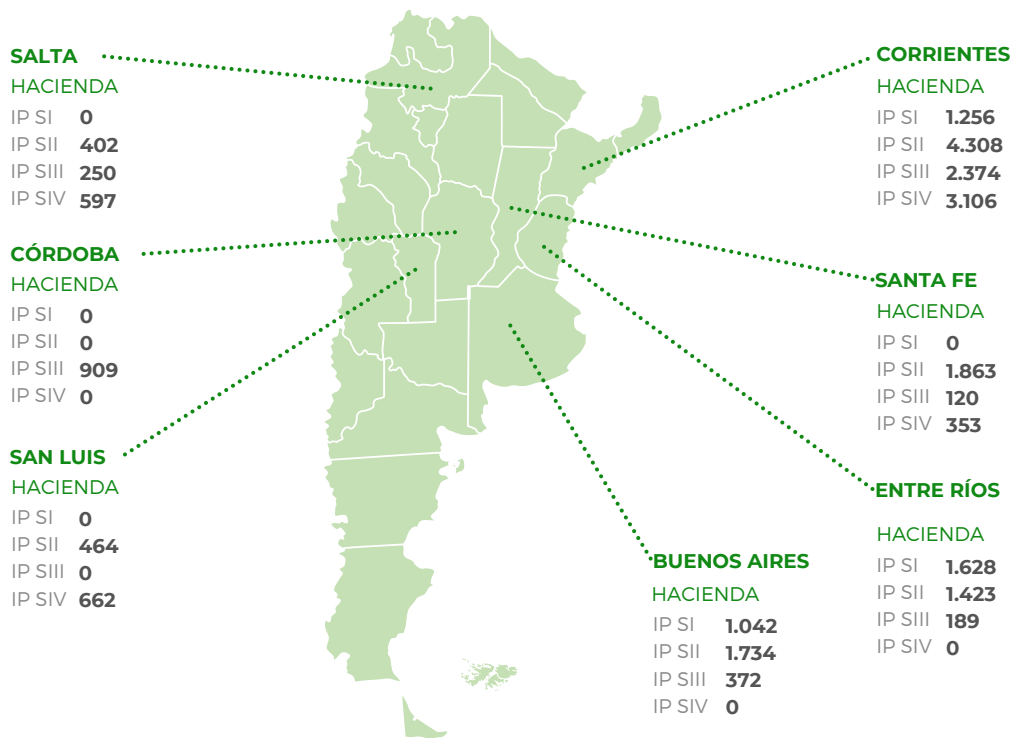 SALTA
HACIENDA
IP SI 0
IP SII 402
IP SIII 250
IP SIV 597
CÓRDOBA
HACIENDA
IP SI 0
IP SII 0
IP SIII 909
IP SIV 0
SAN LUIS
HACIENDA
IP SI 0
IP SII 464
IP SIII 0
IP SIV 662
BUENOS AIRES
HACIENDA
IP SI 1.042
IP SII 1.734
IP SIII 372
IP SIV 0
CORRIENTES
HACIENDA
IP SI 1.256
IP SII 4.308
IP SIII 2.374
IP SIV 3.106
SANTA FE
HACIENDA
IP SI 0
IP SII 1.863
IP SIII 120
IP SIV 353
ENTRE RÍOS
HACIENDA
IP SI 1.628
IP SII 1.423
IP SIII 189
IP SIV 0